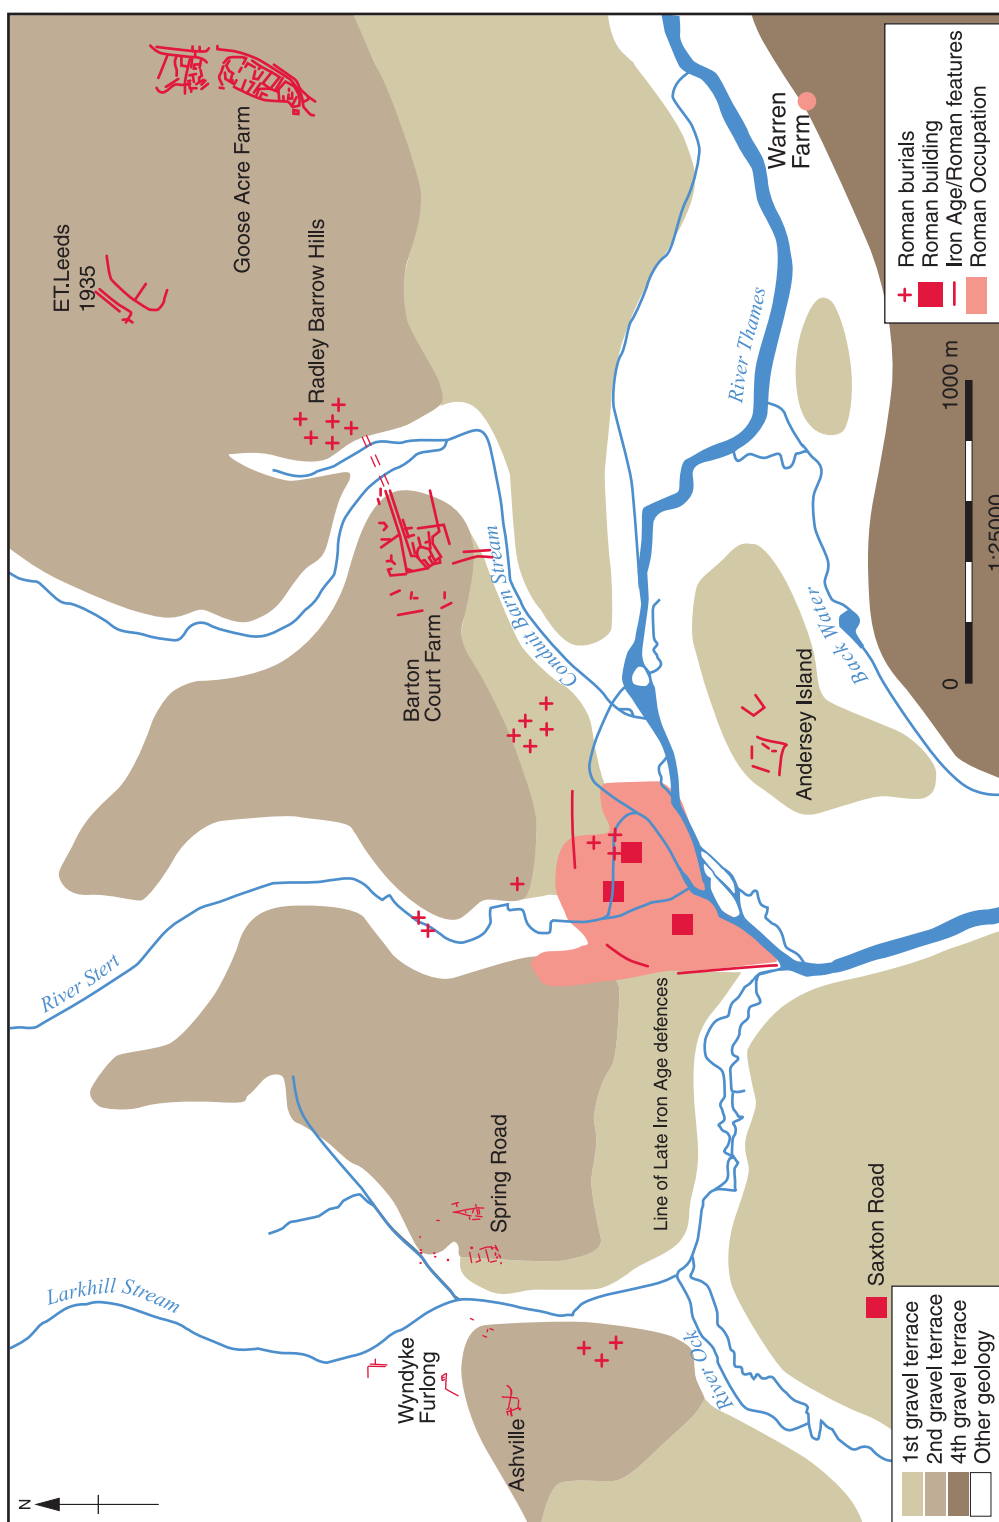 N
Larkhill Stream
River Stert
ET.Leeds
1935
Goose Acre Farm
Radley Barrow Hills
Wyndyke
Furlong
Ashville
Spring Road
Barton
Court Farm
Conduit Barn Stream
River Ock
Line of Late Iron Age defences
Andersey Island
River Thames
Back Water
Warren
Farm
Saxton Road
1st gravel terrace
2nd gravel terrace
4th gravel terrace
Other geology
0
1000 m
1:25000
Roman burials
Roman building
Iron Age/Roman features
Roman Occupation